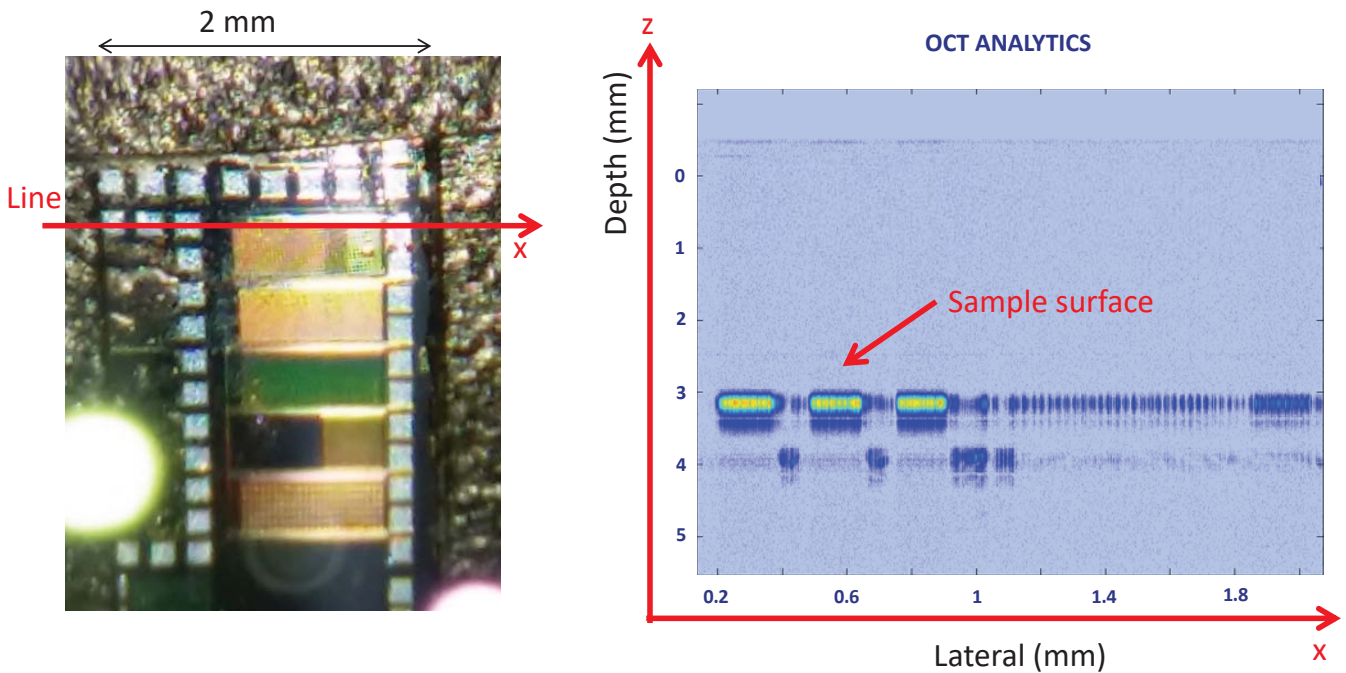 2 mm
Line
x
OCT ANALYTICS
z
Depth (mm)
0
1
2
3
4
5
Sample surface
0.2
0.6
1
1.4
1.8
Lateral (mm)
x